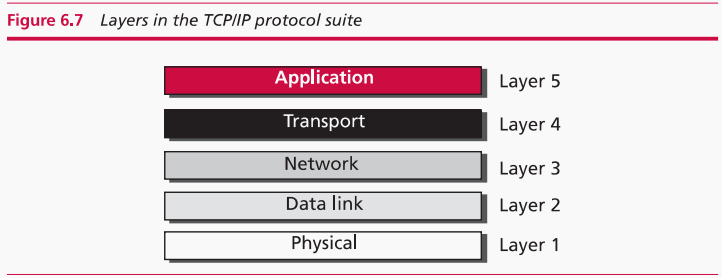 Figure 6.7 Layers in the TCP/IP protocol suite
Application Layer 5
Transport Layer 4
Network Layer 3
Data link Layer 2
Physical Layer 1